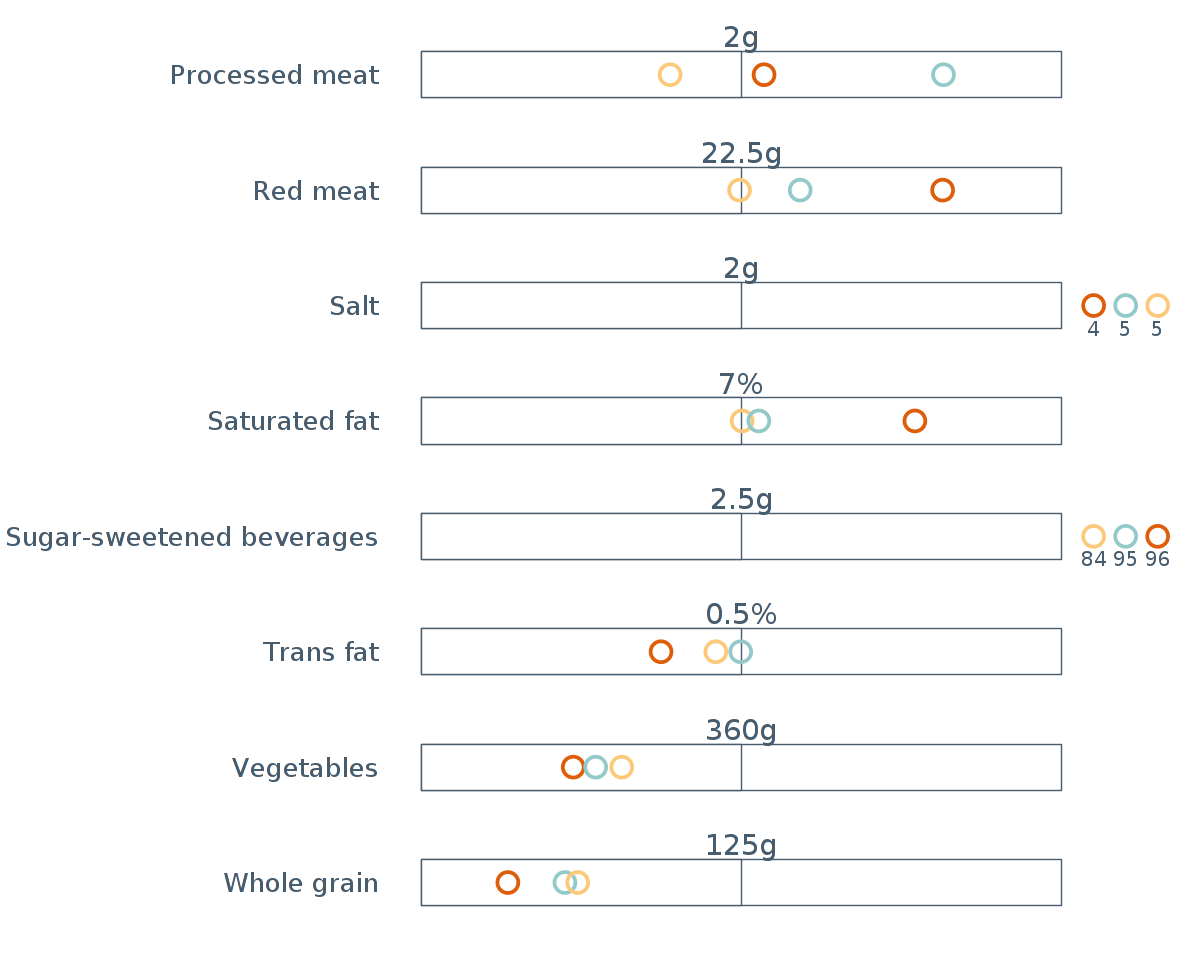 2g
Processed meat
22.5g
Red meat
2g
Salt
4 5 5
7%
Saturated fat
2.5g
Sugar-sweetened beverages
84 95 96
0.5%
Trans fat
360g
Vegetables
125g
Whole grain